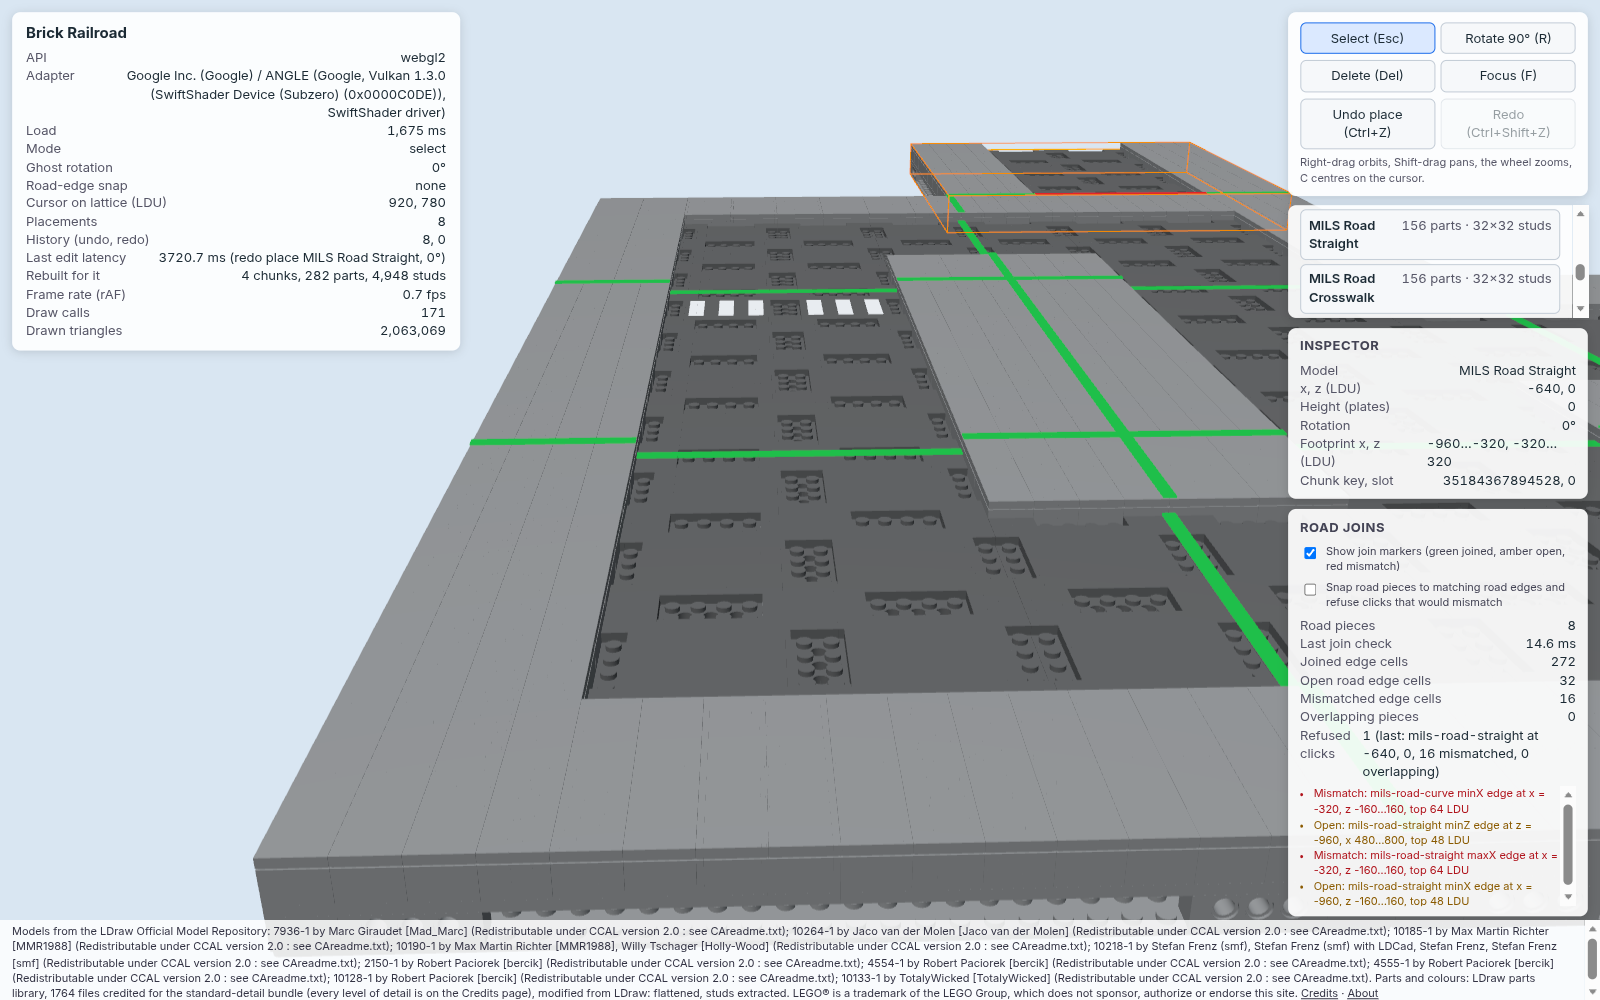 Brick Railroad
API webgl2
Adapter Google Inc. (Google) / ANGLE (Google, Vulkan 1.3.0
(SwiftShader Device (Subzero) (0x0000C0DE)),
SwiftShader driver)
Load 1,675 ms
Mode select
Ghost rotation 0°
Road-edge snap none
Cursor on lattice (LDU) 920, 780
Placements 8
History (undo, redo) 8, 0
Last edit latency 3720.7 ms (redo place MILS Road Straight, 0°)
Rebuilt for it 4 chunks, 282 parts, 4,948 studs
Frame rate (rAF) 0.7 fps
Draw calls 171
Drawn triangles 2,063,069
Select (Esc) Rotate 90° (R)
Delete (Del) Focus (F)
Undo place
(Ctrl+Z)
Redo
(Ctrl+Shift+Z)
Right-drag orbits, Shift-drag pans, the wheel zooms,
C centres on the cursor.
MILS Road 156 parts · 32×32 studs
Straight
MILS Road 156 parts · 32×32 studs
Crosswalk
INSPECTOR
Model MILS Road Straight
x, z (LDU) -640, 0
Height (plates) 0
Rotation 0°
Footprint x, z -960…-320, -320…
(LDU) 320
Chunk key, slot 35184367894528, 0
ROAD JOINS
Show join markers (green joined, amber open,
red mismatch)
Snap road pieces to matching road edges and
refuse clicks that would mismatch
Road pieces 8
Last join check 14.6 ms
Joined edge cells 272
Open road edge cells 32
Mismatched edge cells 16
Overlapping pieces 0
Refused 1 (last: mils-road-straight at
clicks -640, 0, 16 mismatched, 0
overlapping)
• Mismatch: mils-road-curve minX edge at x =
-320, z -160…160, top 64 LDU
• Open: mils-road-straight minZ edge at z =
-960, x 480…800, top 48 LDU
• Mismatch: mils-road-straight maxX edge at x =
-320, z -160…160, top 64 LDU
• Open: mils-road-straight minX edge at x =
-960, z -160…160, top 48 LDU
Models from the LDraw Official Model Repository: 7936-1 by Marc Giraudet [Mad_Marc] (Redistributable under CCAL version 2.0 : see CAreadme.txt); 10264-1 by Jaco van der Molen [Jaco van der Molen] (Redistributable under CCAL version 2.0 : see CAreadme.txt); 10185-1 by Max Martin Richter
[MMR1988] (Redistributable under CCAL version 2.0 : see CAreadme.txt); 10190-1 by Max Martin Richter [MMR1988], Willy Tschager [Holly-Wood] (Redistributable under CCAL version 2.0 : see CAreadme.txt); 10218-1 by Stefan Frenz (smf), Stefan Frenz (smf) with LDCad, Stefan Frenz, Stefan Frenz
[smf] (Redistributable under CCAL version 2.0 : see CAreadme.txt); 2150-1 by Robert Paciorek [bercik] (Redistributable under CCAL version 2.0 : see CAreadme.txt); 4554-1 by Robert Paciorek [bercik] (Redistributable under CCAL version 2.0 : see CAreadme.txt); 4555-1 by Robert Paciorek [bercik]
(Redistributable under CCAL version 2.0 : see CAreadme.txt); 10128-1 by Robert Paciorek [bercik] (Redistributable under CCAL version 2.0 : see CAreadme.txt); 10133-1 by TotalyWicked [TotalyWicked] (Redistributable under CCAL version 2.0 : see CAreadme.txt). Parts and colours: LDraw parts
library, 1764 files credited for the standard-detail bundle (every level of detail is on the Credits page), modified from LDraw: flattened, studs extracted. LEGO® is a trademark of the LEGO Group, which does not sponsor, authorize or endorse this site. Credits · About